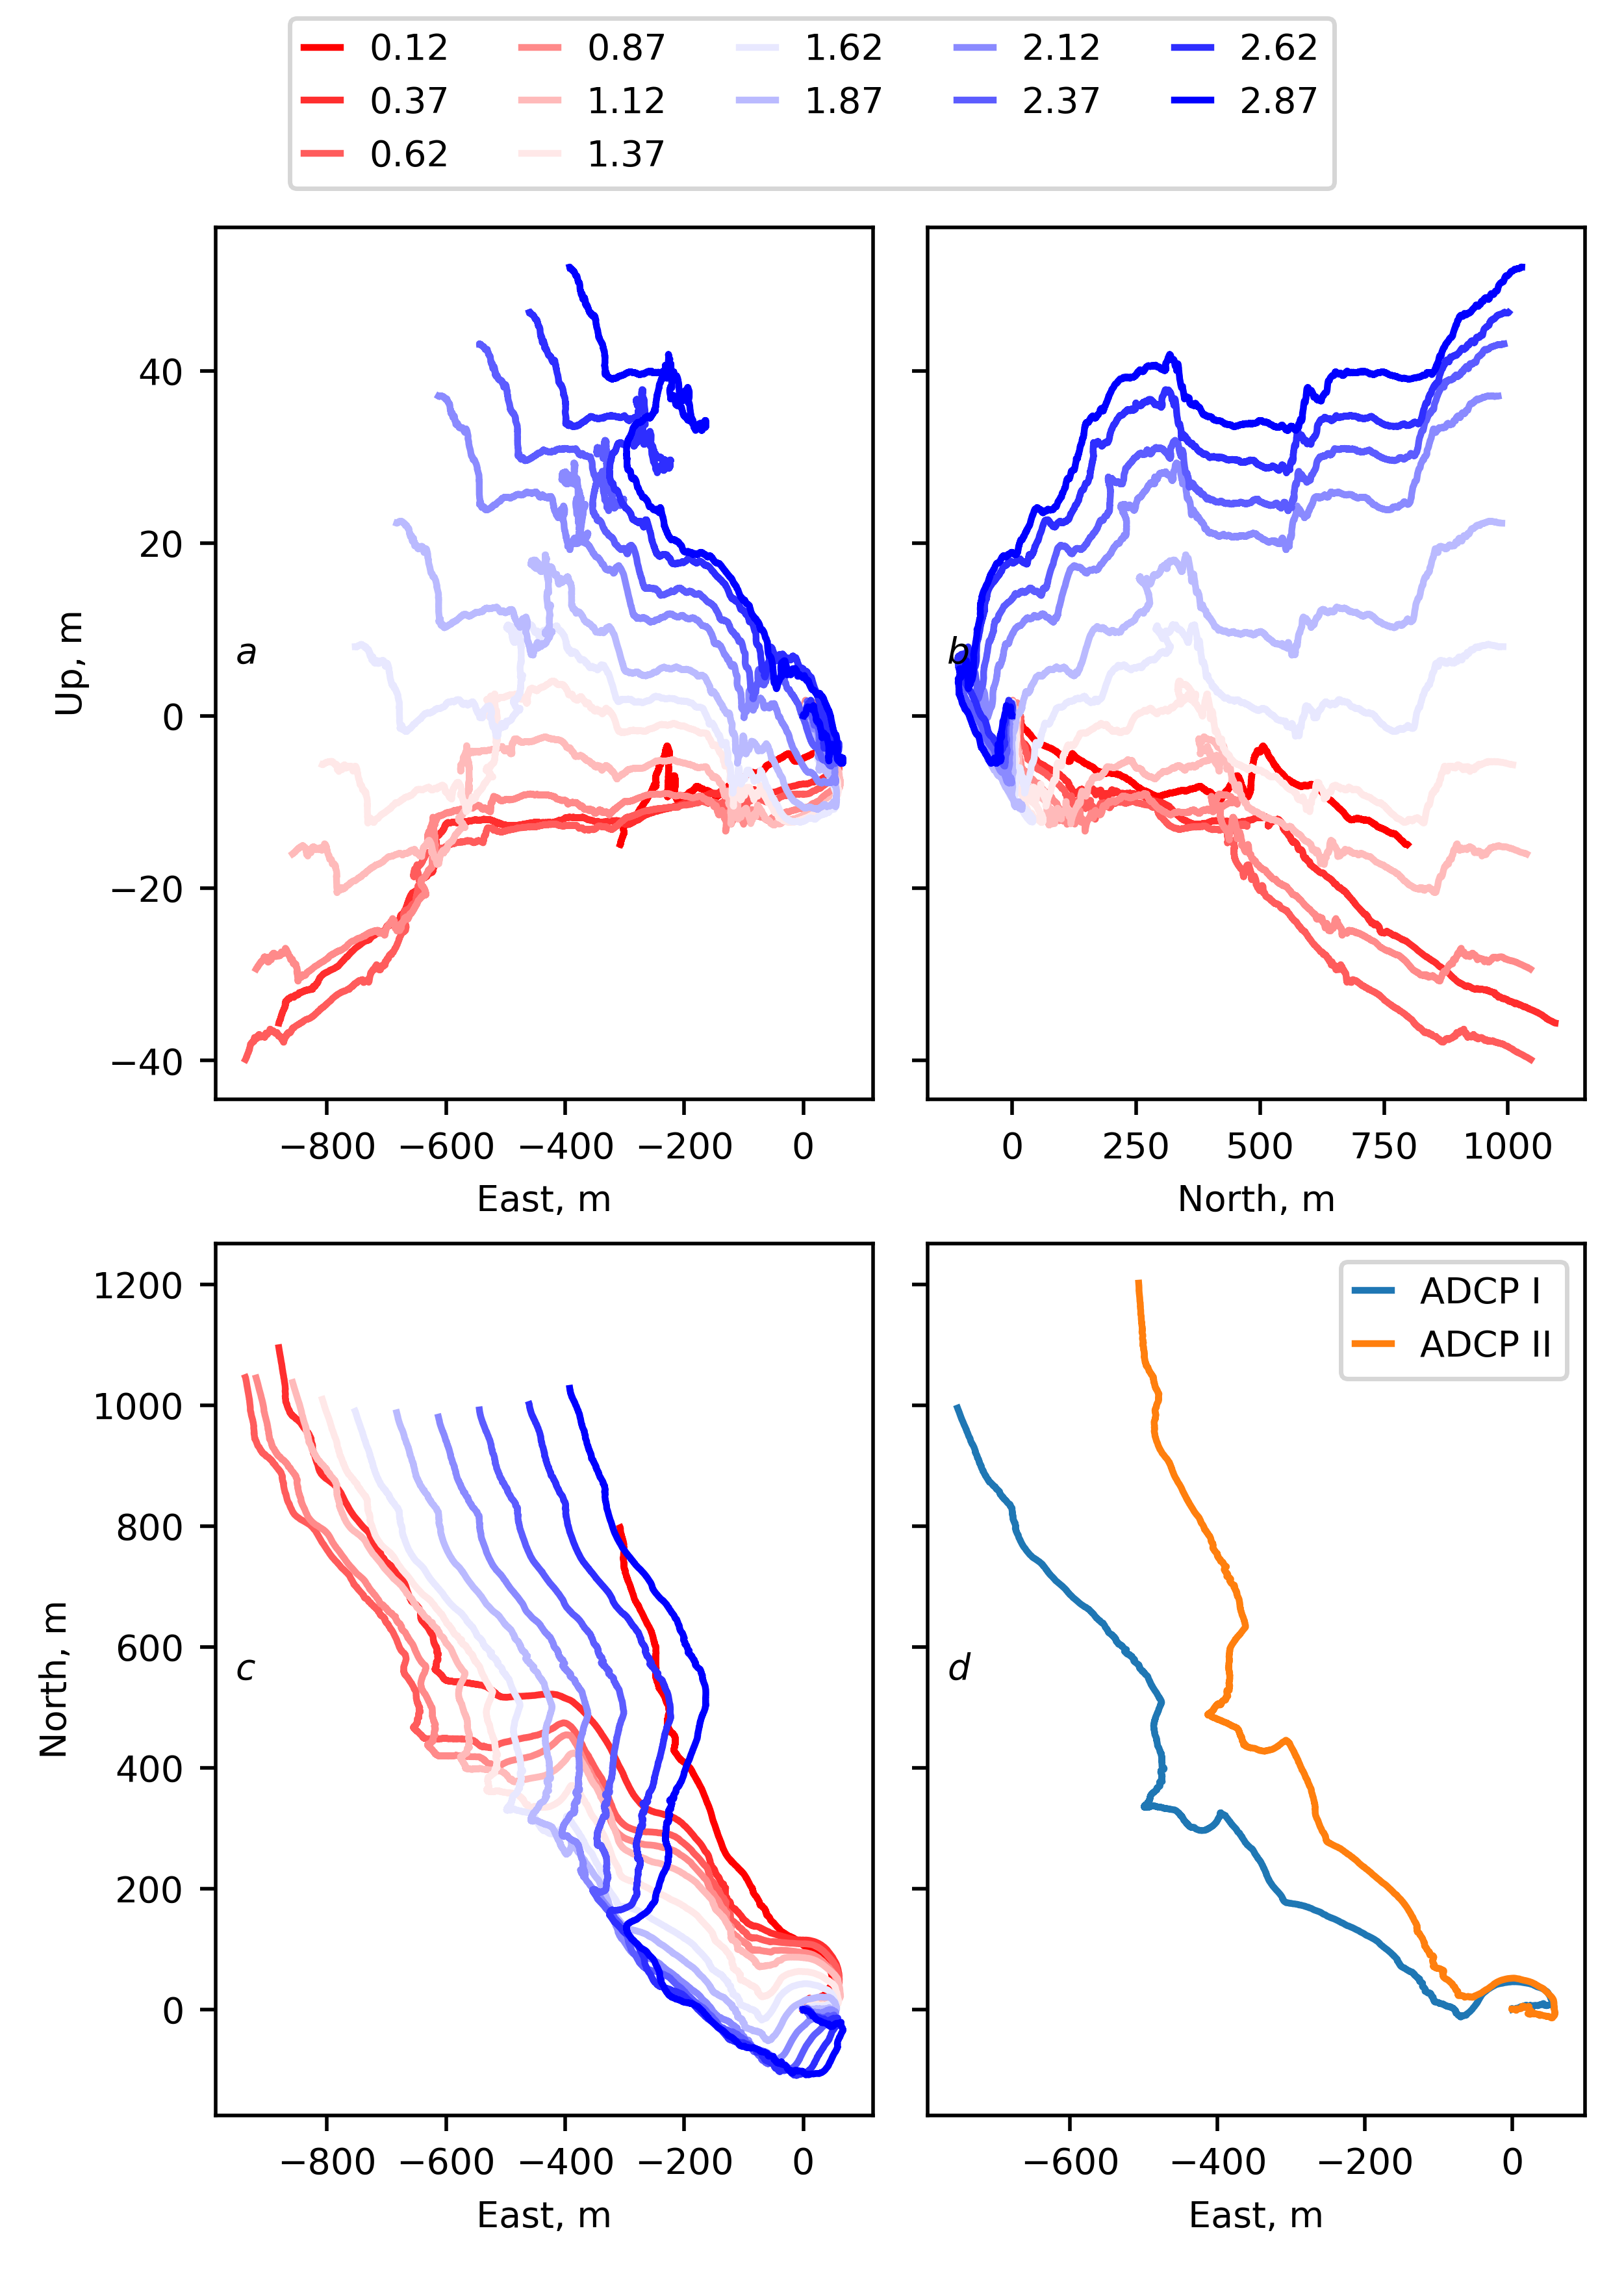 0.12 0.87 1.62 2.12 2.62
0.37 1.12 1.87 2.37 2.87
0.62 1.37
40
20
0
−20
−40
Up, m
a
b
−800 −600 −400 −200 0
0 250 500 750 1000
East, m
North, m
1200
1000
800
600
400
200
0
North, m
c
d
ADCP I
ADCP II
−800 −600 −400 −200 0
−600 −400 −200 0
East, m
East, m